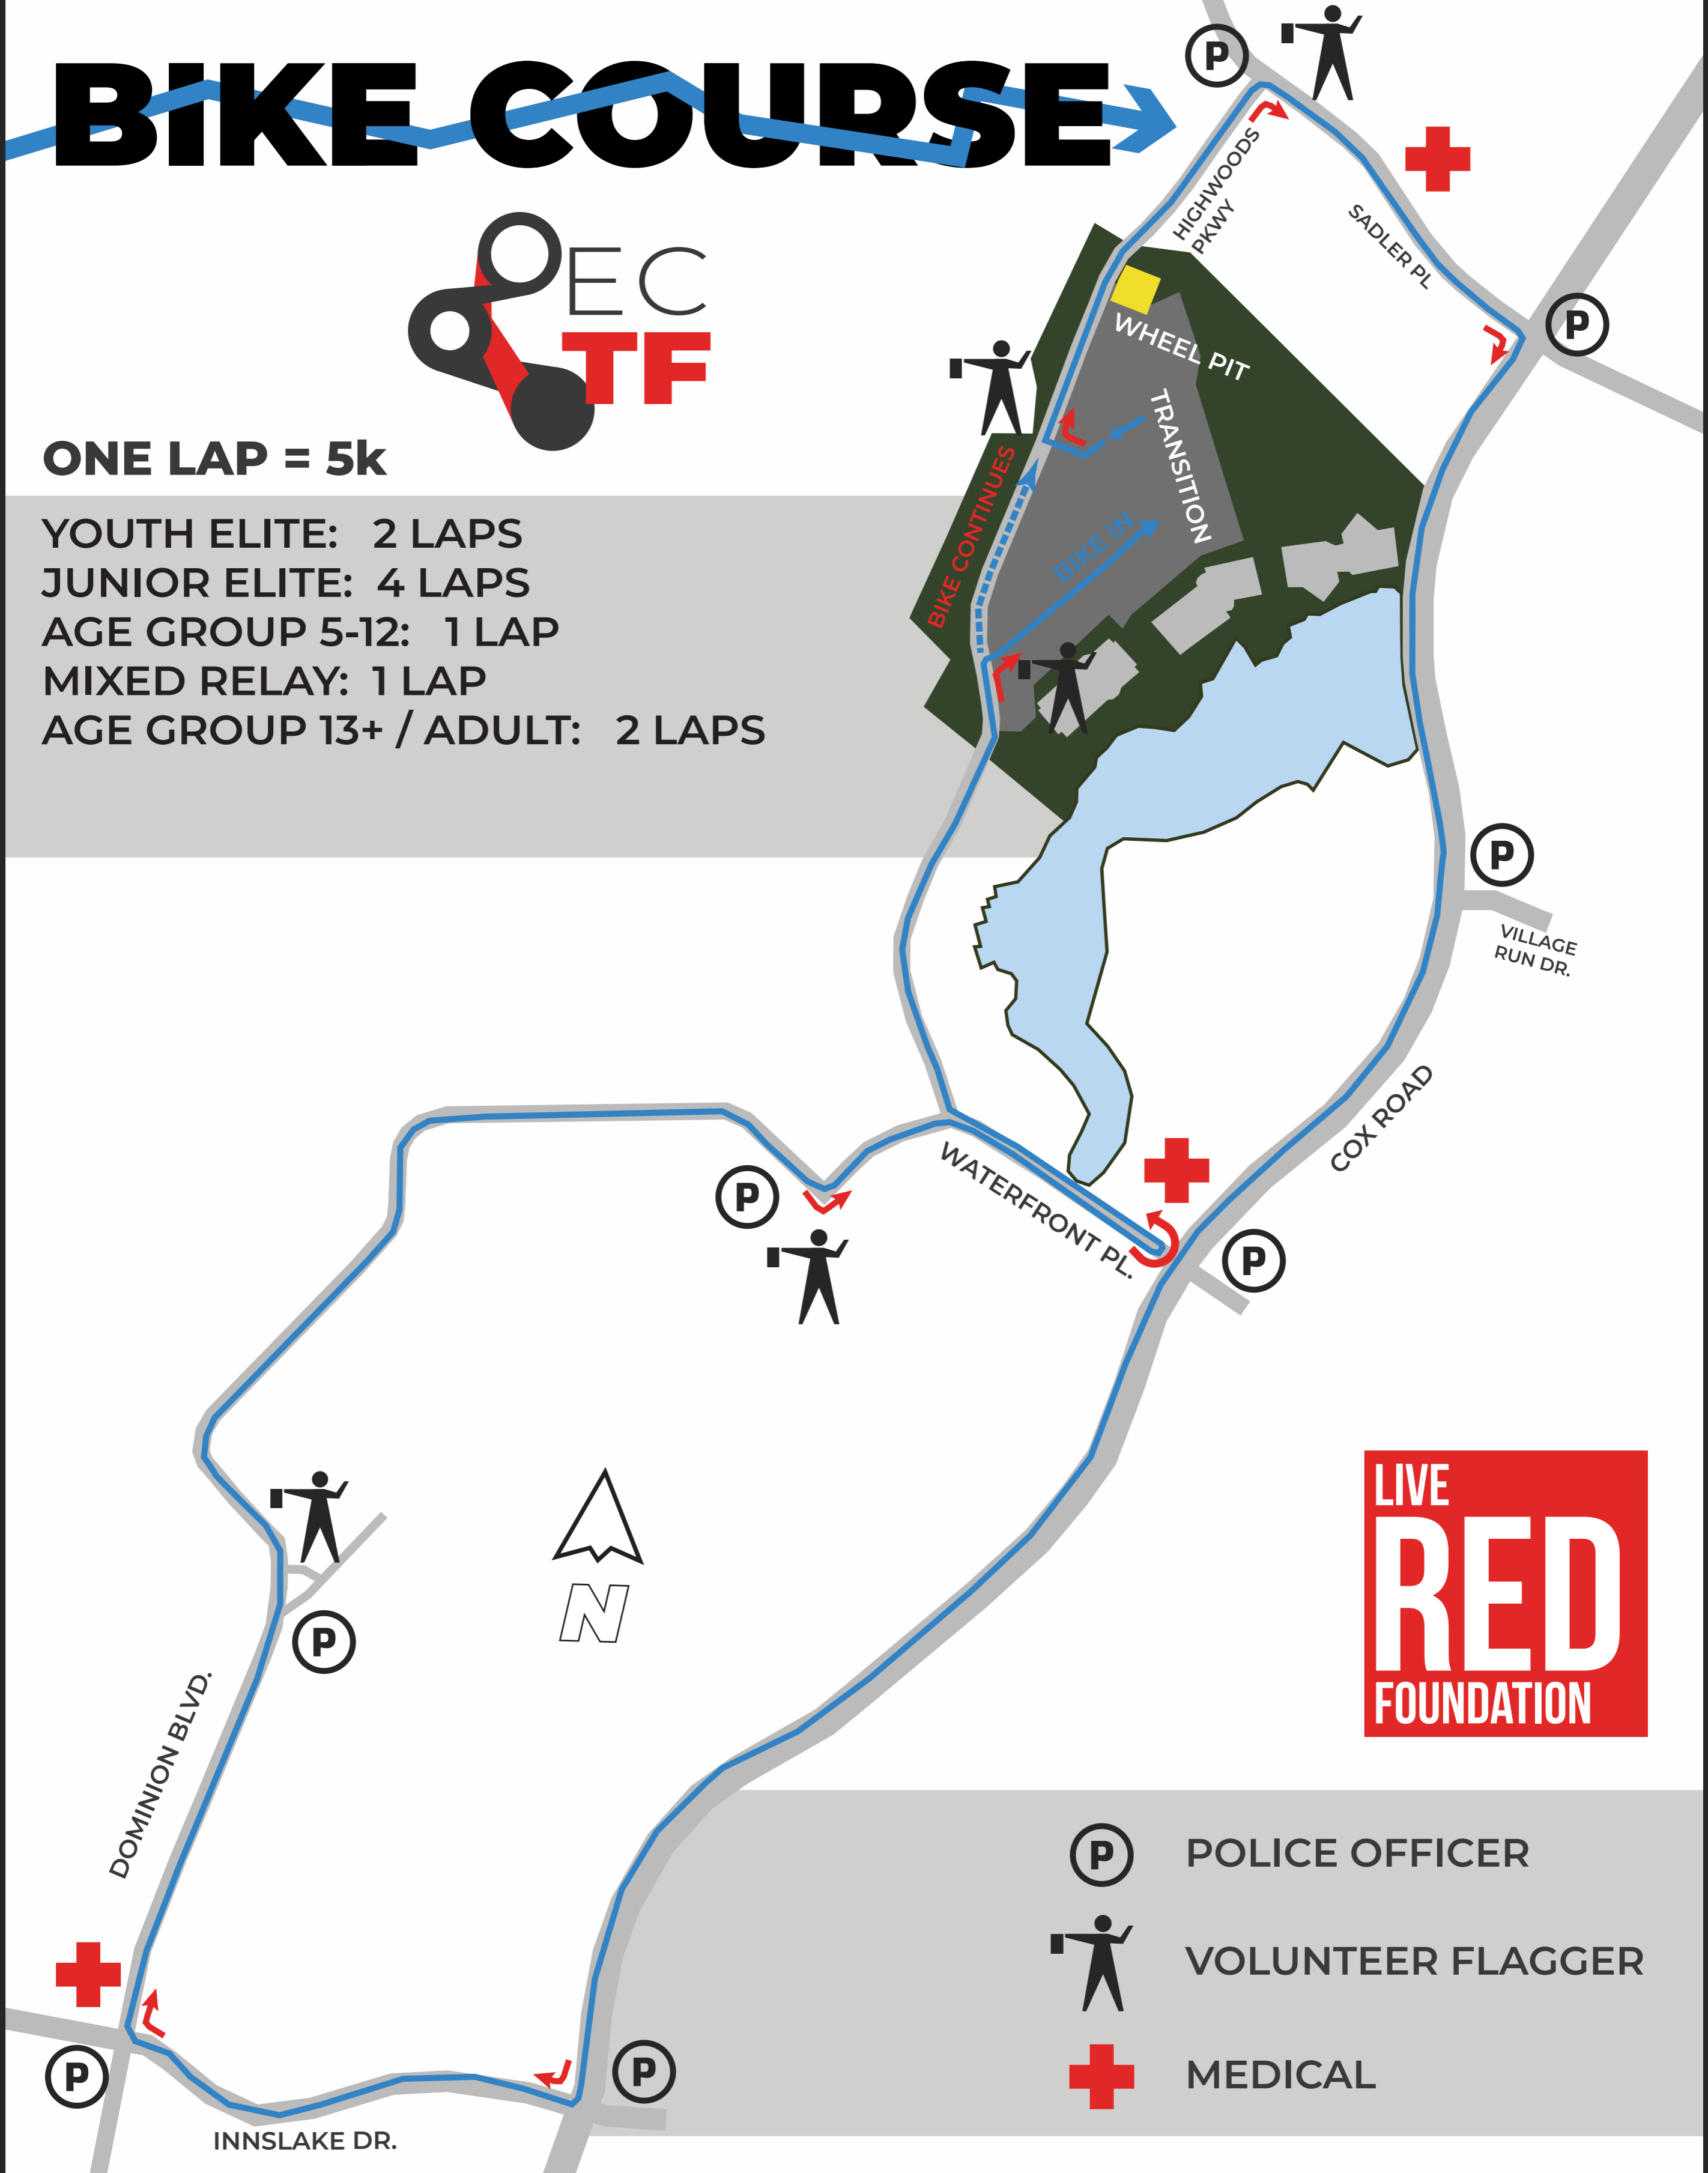 BIKE COURSE
EC
TF
ONE LAP = 5k
YOUTH ELITE: 2 LAPS
JUNIOR ELITE: 4 LAPS
AGE GROUP 5-12: 1 LAP
MIXED RELAY: 1 LAP
AGE GROUP 13+ / ADULT: 2 LAPS
P
HIGHWOODS
PKWY
SADLER PL
P
WHEEL PIT
TRANSITION
BIKE CONTINUES
BIKE IN
P
VILLAGE
RUN DR.
COX ROAD
WATERFRONT PL.
P
P
P
N
DOMINION BLVD.
LIVE
RED
FOUNDATION
P
P
INNSLAKE DR.
P POLICE OFFICER
VOLUNTEER FLAGGER
MEDICAL